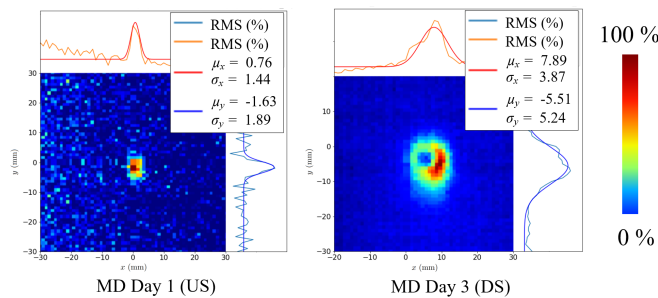 RMS (%)
RMS (%)
μx = 0.76
σx = 1.44
μy = -1.63
σy = 1.89
30
20
10
0
−10
−20
−30
y (mm)
−30 −20 −10 0 10 20 30
x (mm)
MD Day 1 (US)
RMS (%)
RMS (%)
μx = 7.89
σx = 3.87
μy = -5.51
σy = 5.24
30
20
10
0
−10
−20
−30
y (mm)
−30 −20 −10 0 10 20 30
x (mm)
MD Day 3 (DS)
100 %
0 %